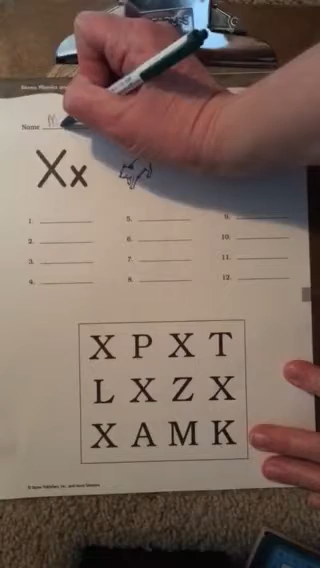 Name M
Xx
1. 5. 9.
2. 6. 10.
3. 7. 11.
4. 8. 12.
X P X T
L X Z X
X A M K